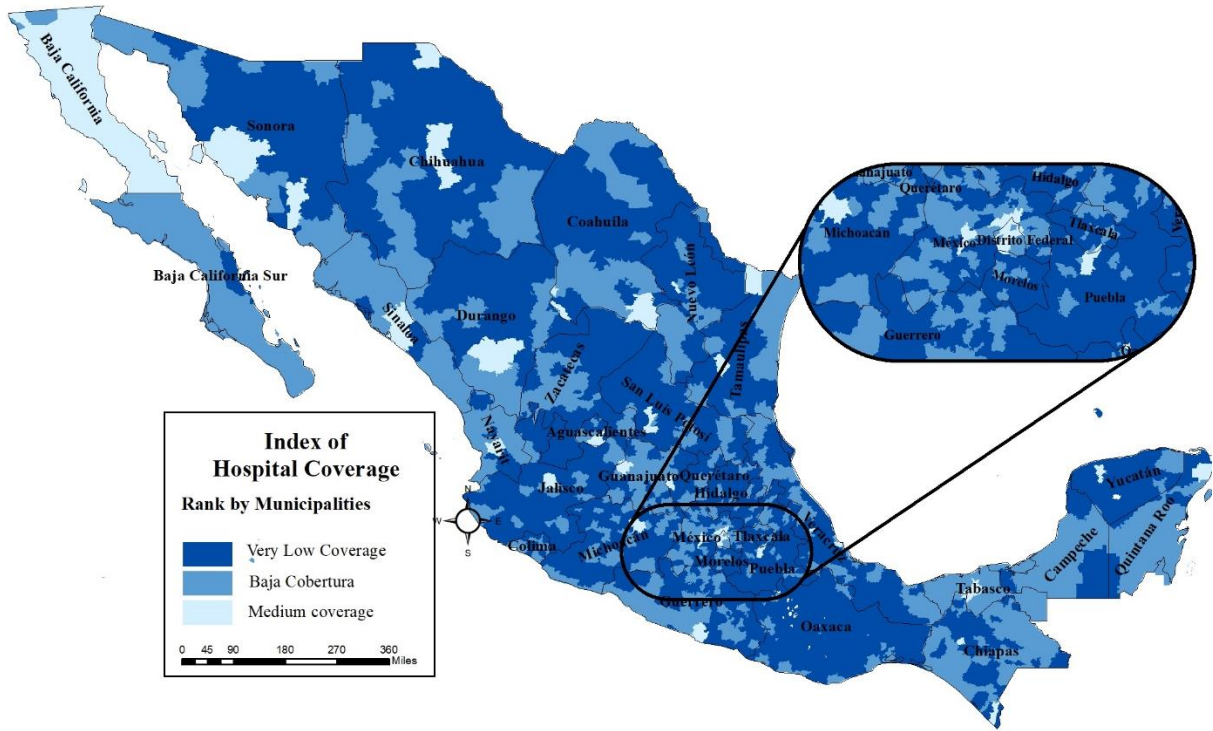 Baja California
Sonora
Chihuahua
Coahuila
Baja California Sur
Sinaloa
Durango
Nuevo León
Zacatecas
Tamaulipas
San Luis Potosí
Nayarit
Aguascalientes
Guanajuato
Querétaro
Hidalgo
Jalisco
Colima
Michoacán
México
Tlaxcala
Morelos
Puebla
Veracruz
Guerrero
Oaxaca
Tabasco
Chiapas
Campeche
Yucatán
Quintana Roo
anajuato
Querétaro
Hidalgo
Michoacán
México
Distrito Federal
Tlaxcala
Morelos
Puebla
Guerrero
Index of
Hospital Coverage
Rank by Municipalities
Very Low Coverage
Baja Cobertura
Medium coverage
0 45 90 180 270 360
Miles
N
W E
S